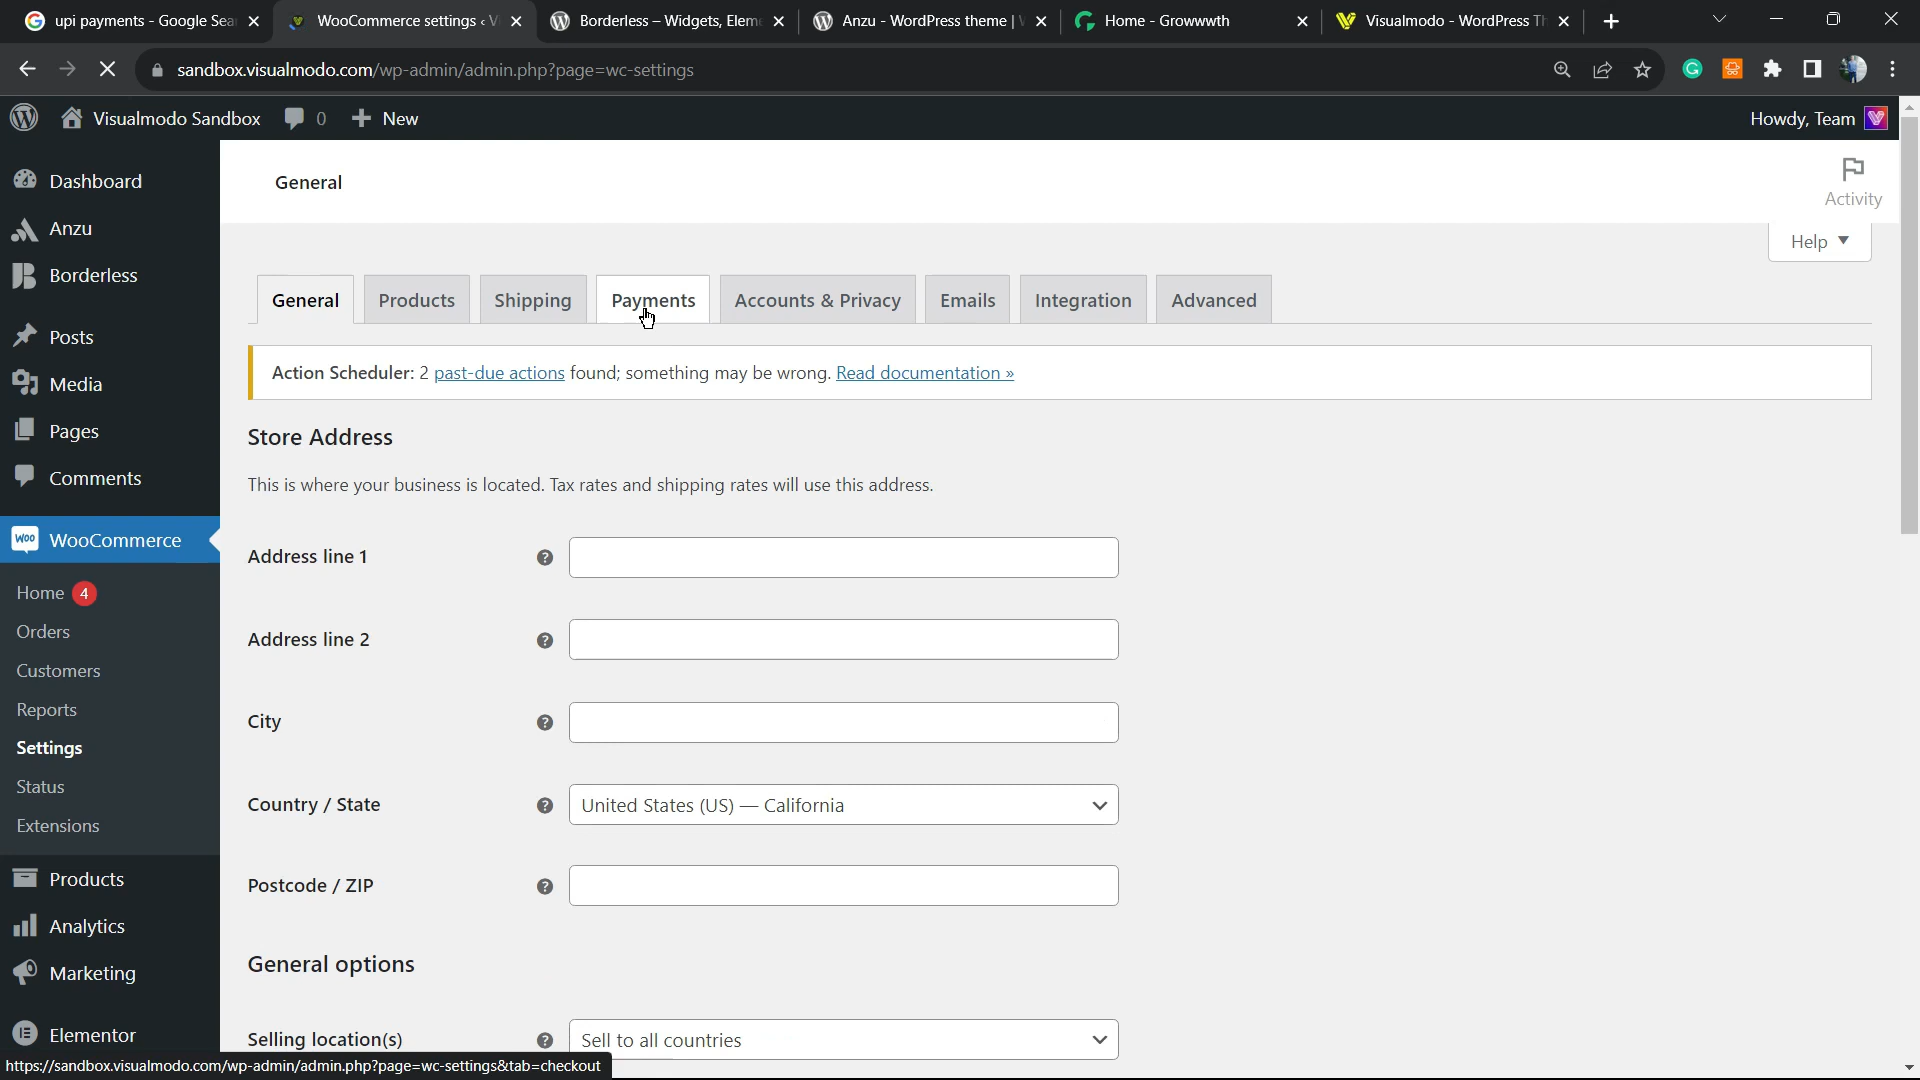 upi payments - Google Sea
WooCommerce settings ‹ V
Borderless – Widgets, Elem
Anzu - WordPress theme |
Home - Growwwth
Visualmodo - WordPress Th
sandbox.visualmodo.com/wp-admin/admin.php?page=wc-settings
Visualmodo Sandbox
0
New
Howdy, Team
Dashboard
Anzu
Borderless
Posts
Media
Pages
Comments
WooCommerce
Home 4
Orders
Customers
Reports
Settings
Status
Extensions
Products
Analytics
Marketing
Elementor
General
Activity
Help
General
Products
Shipping
Payments
Accounts & Privacy
Emails
Integration
Advanced
Action Scheduler: 2 past-due actions found; something may be wrong. Read documentation »
Store Address
This is where your business is located. Tax rates and shipping rates will use this address.
Address line 1
Address line 2
City
Country / State
United States (US) — California
Postcode / ZIP
General options
Selling location(s)
Sell to all countries
https://sandbox.visualmodo.com/wp-admin/admin.php?page=wc-settings&tab=checkout